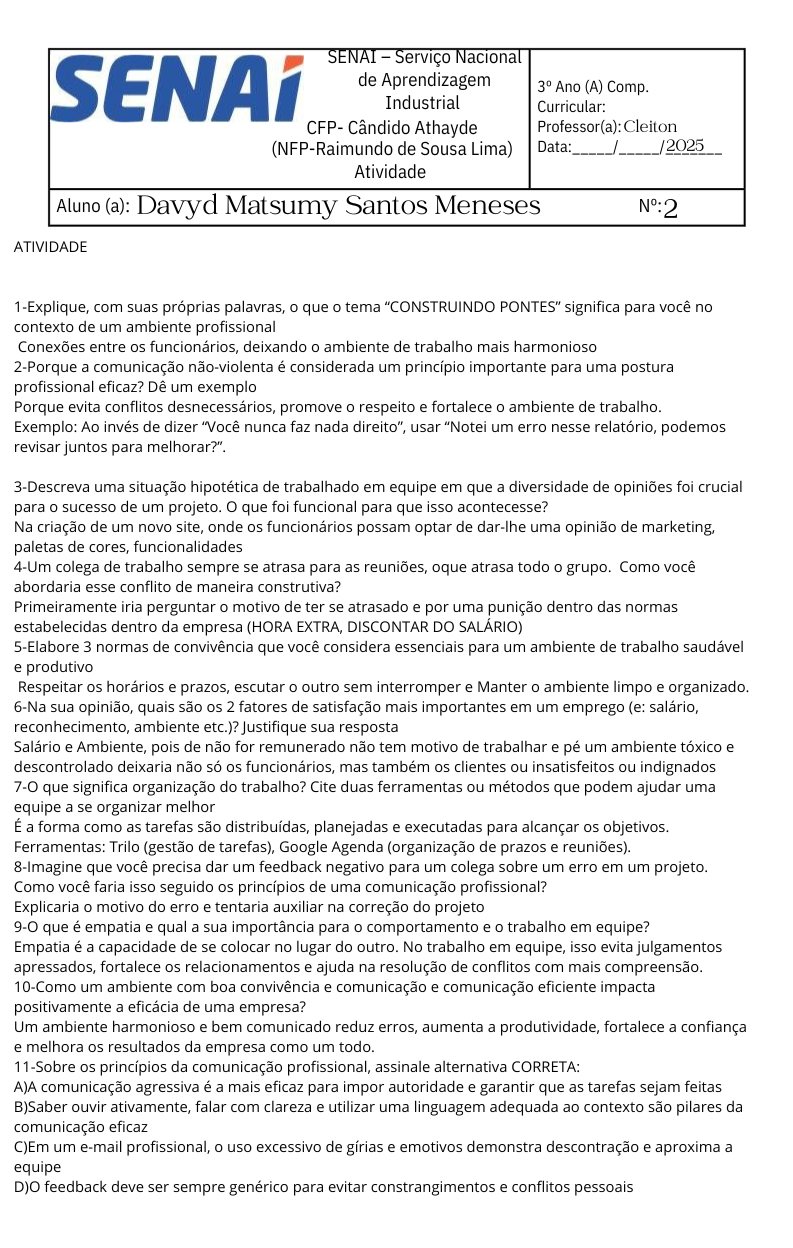 SENAI
SENAI – Serviço Nacional
de Aprendizagem
Industrial
CFP- Cândido Athayde
(NFP-Raimundo de Sousa Lima)
Atividade
3º Ano (A) Comp.
Curricular:
Professor(a): Cleiton
Data:_____/_____/2025
Aluno (a): Davyd Matsumy Santos Meneses Nº:2
ATIVIDADE
1-Explique, com suas próprias palavras, o que o tema “CONSTRUINDO PONTES” significa para você no
contexto de um ambiente profissional
Conexões entre os funcionários, deixando o ambiente de trabalho mais harmonioso
2-Porque a comunicação não-violenta é considerada um princípio importante para uma postura
profissional eficaz? Dê um exemplo
Porque evita conflitos desnecessários, promove o respeito e fortalece o ambiente de trabalho.
Exemplo: Ao invés de dizer “Você nunca faz nada direito”, usar “Notei um erro nesse relatório, podemos
revisar juntos para melhorar?”.
3-Descreva uma situação hipotética de trabalhado em equipe em que a diversidade de opiniões foi crucial
para o sucesso de um projeto. O que foi funcional para que isso acontecesse?
Na criação de um novo site, onde os funcionários possam optar de dar-lhe uma opinião de marketing,
paletas de cores, funcionalidades
4-Um colega de trabalho sempre se atrasa para as reuniões, oque atrasa todo o grupo.  Como você
abordaria esse conflito de maneira construtiva?
Primeiramente iria perguntar o motivo de ter se atrasado e por uma punição dentro das normas
estabelecidas dentro da empresa (HORA EXTRA, DISCONTAR DO SALÁRIO)
5-Elabore 3 normas de convivência que você considera essenciais para um ambiente de trabalho saudável
e produtivo
Respeitar os horários e prazos, escutar o outro sem interromper e Manter o ambiente limpo e organizado.
6-Na sua opinião, quais são os 2 fatores de satisfação mais importantes em um emprego (e: salário,
reconhecimento, ambiente etc.)? Justifique sua resposta
Salário e Ambiente, pois de não for remunerado não tem motivo de trabalhar e pé um ambiente tóxico e
descontrolado deixaria não só os funcionários, mas também os clientes ou insatisfeitos ou indignados
7-O que significa organização do trabalho? Cite duas ferramentas ou métodos que podem ajudar uma
equipe a se organizar melhor
É a forma como as tarefas são distribuídas, planejadas e executadas para alcançar os objetivos.
Ferramentas: Trilo (gestão de tarefas), Google Agenda (organização de prazos e reuniões).
8-Imagine que você precisa dar um feedback negativo para um colega sobre um erro em um projeto.
Como você faria isso seguido os princípios de uma comunicação profissional?
Explicaria o motivo do erro e tentaria auxiliar na correção do projeto
9-O que é empatia e qual a sua importância para o comportamento e o trabalho em equipe?
Empatia é a capacidade de se colocar no lugar do outro. No trabalho em equipe, isso evita julgamentos
apressados, fortalece os relacionamentos e ajuda na resolução de conflitos com mais compreensão.
10-Como um ambiente com boa convivência e comunicação e comunicação eficiente impacta
positivamente a eficácia de uma empresa?
Um ambiente harmonioso e bem comunicado reduz erros, aumenta a produtividade, fortalece a confiança
e melhora os resultados da empresa como um todo.
11-Sobre os princípios da comunicação profissional, assinale alternativa CORRETA:
A)A comunicação agressiva é a mais eficaz para impor autoridade e garantir que as tarefas sejam feitas
B)Saber ouvir ativamente, falar com clareza e utilizar uma linguagem adequada ao contexto são pilares da
comunicação eficaz
C)Em um e-mail profissional, o uso excessivo de gírias e emotivos demonstra descontração e aproxima a
equipe
D)O feedback deve ser sempre genérico para evitar constrangimentos e conflitos pessoais